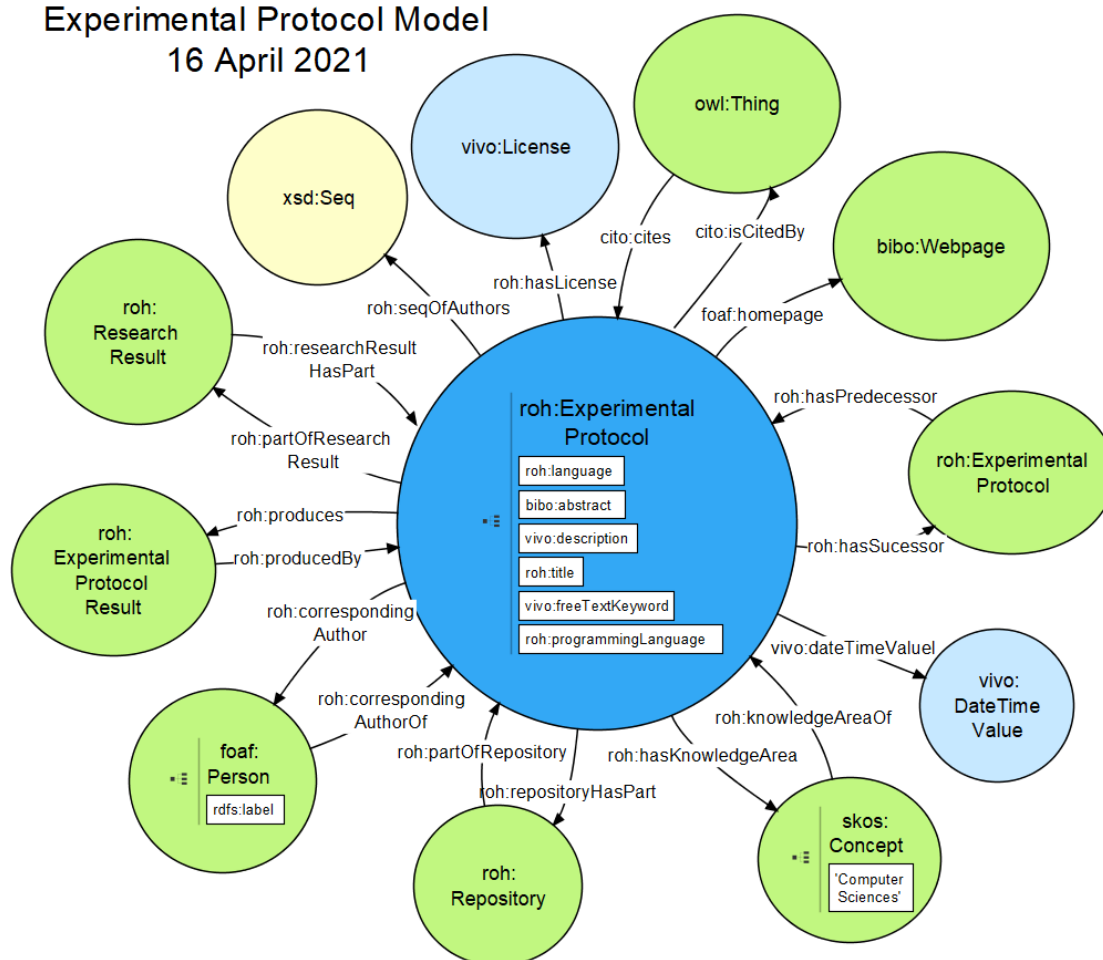 Experimental Protocol Model
16 April 2021
owl:Thing
vivo:License
xsd:Seq
cito:cites
cito:isCitedBy
bibo:Webpage
roh:hasLicense
roh:seqOfAuthors
foaf:homepage
roh:
Research
Result
roh:researchResult
HasPart
roh:partOfResearch
Result
roh:Experimental
Protocol
roh:language
bibo:abstract
vivo:description
roh:title
vivo:freeTextKeyword
roh:programmingLanguage
roh:hasPredecessor
roh:Experimental
Protocol
roh:hasSucessor
roh:
Experimental
Protocol
Result
roh:produces
roh:producedBy
roh:corresponding
Author
roh:corresponding
AuthorOf
foaf:
Person
rdfs:label
roh:partOfRepository
roh:repositoryHasPart
roh:
Repository
roh:hasKnowledgeArea
roh:knowledgeAreaOf
skos:
Concept
'Computer
Sciences'
vivo:dateTimeValuel
vivo:
DateTime
Value